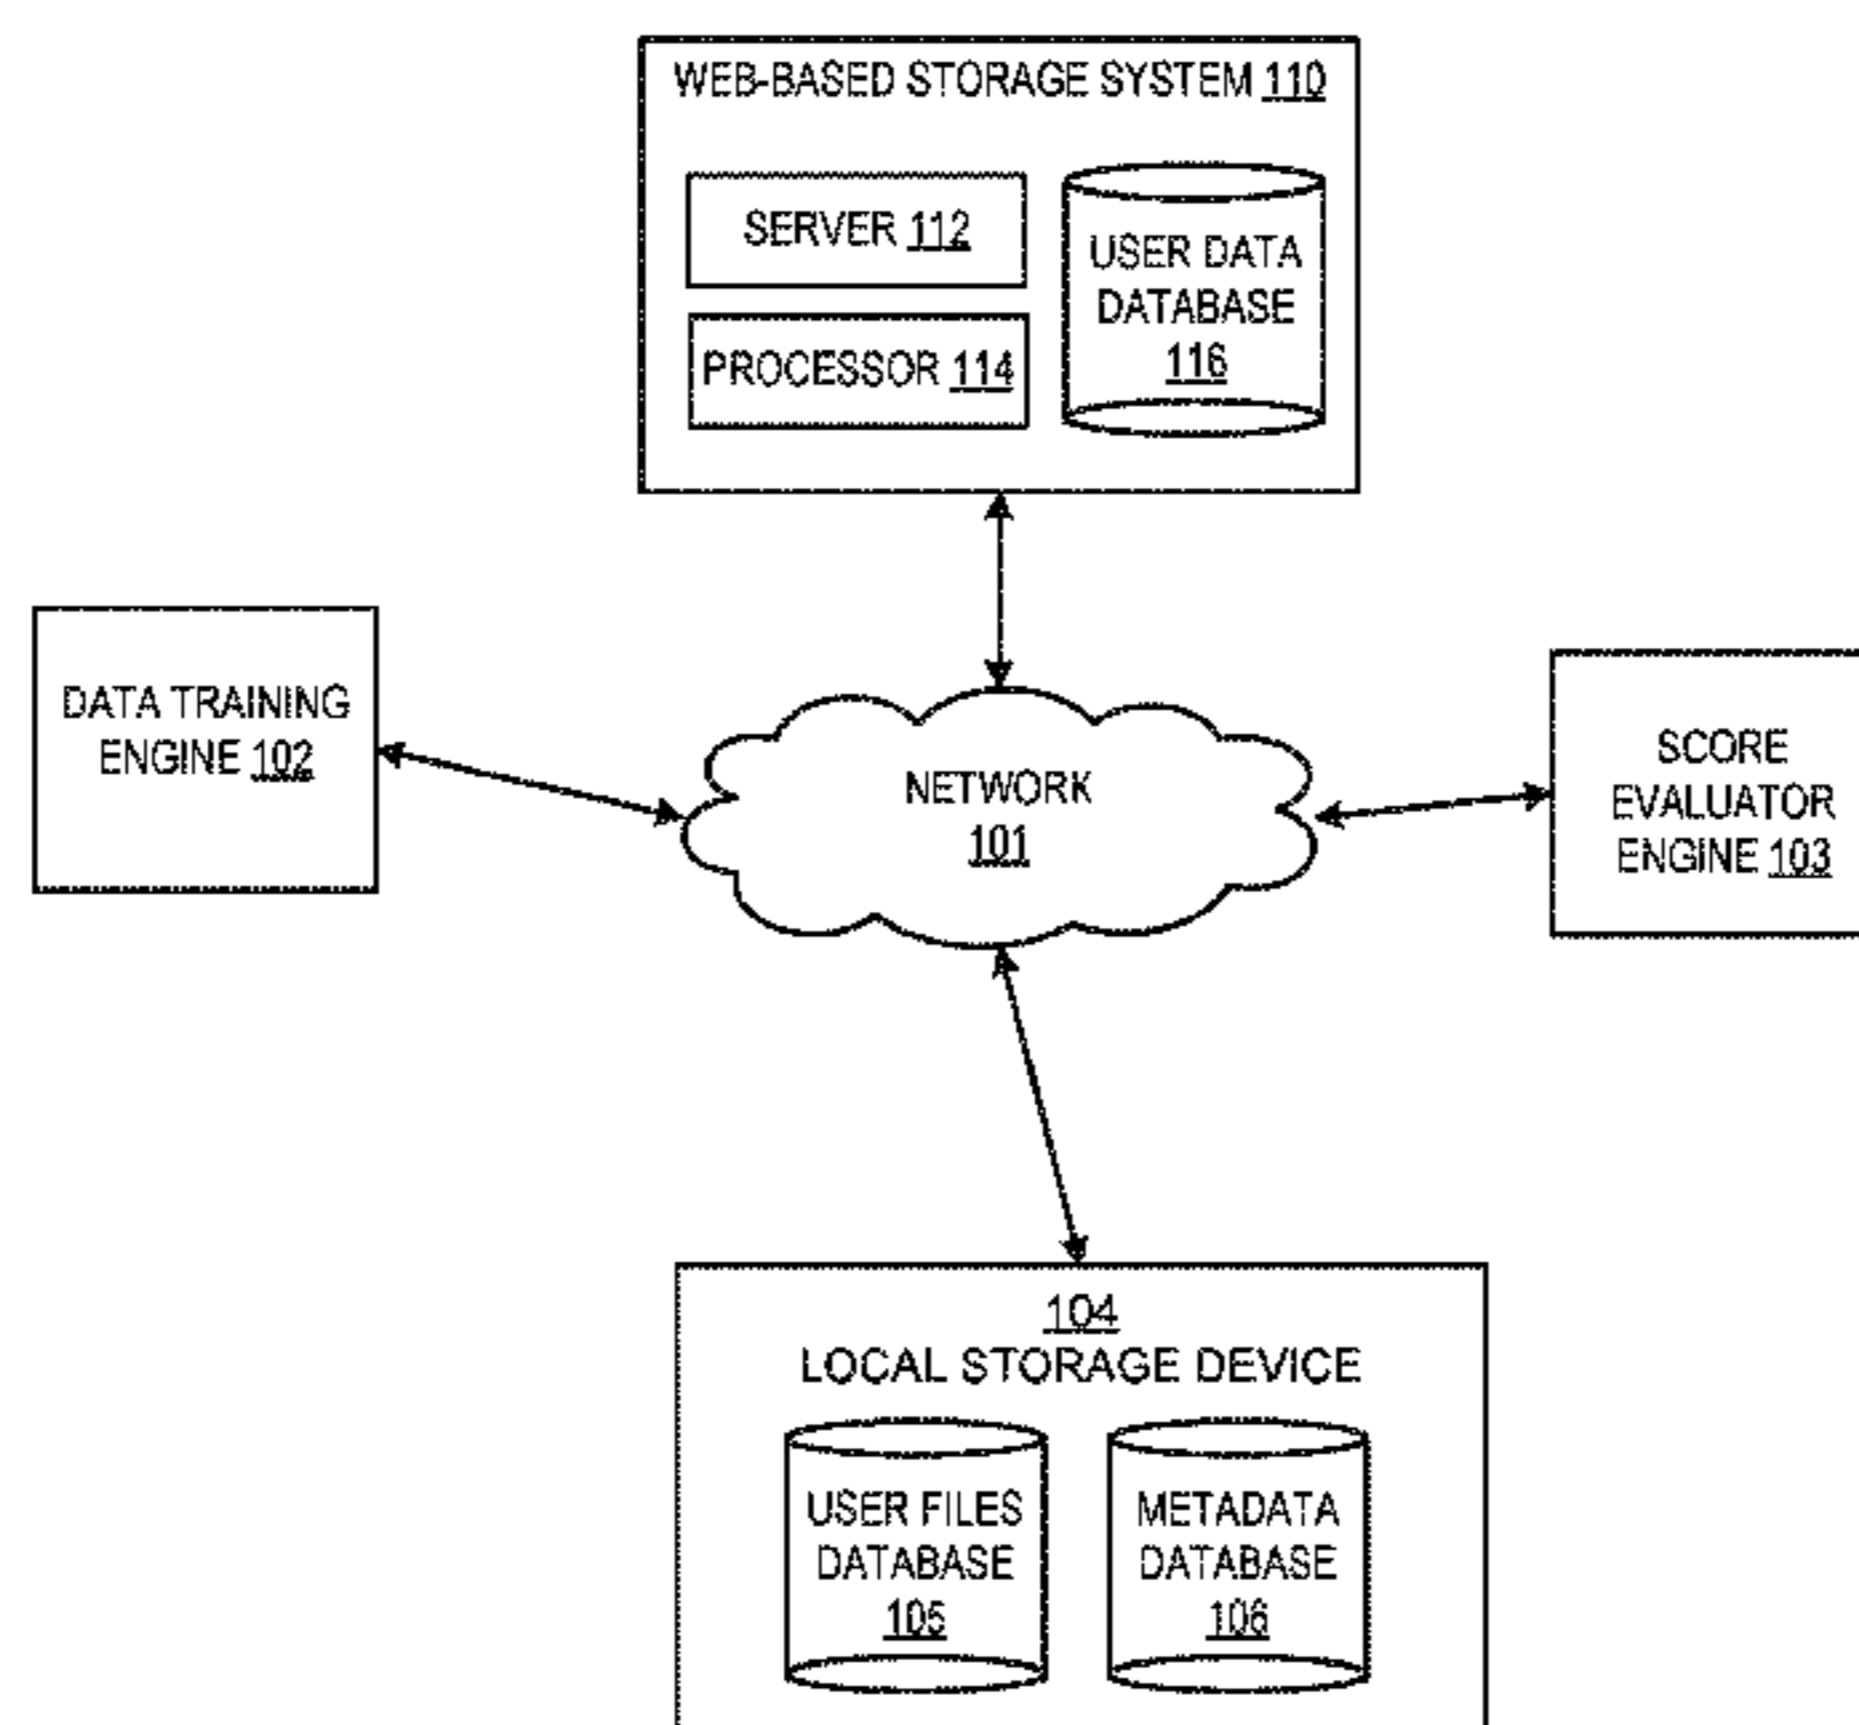 WEB-BASED STORAGE SYSTEM 110
SERVER 112
PROCESSOR 114
USER DATA
DATABASE
116
DATA TRAINING
ENGINE 102
NETWORK
101
SCORE
EVALUATOR
ENGINE 103
104
LOCAL STORAGE DEVICE
USER FILES
DATABASE
105
METADATA
DATABASE
106